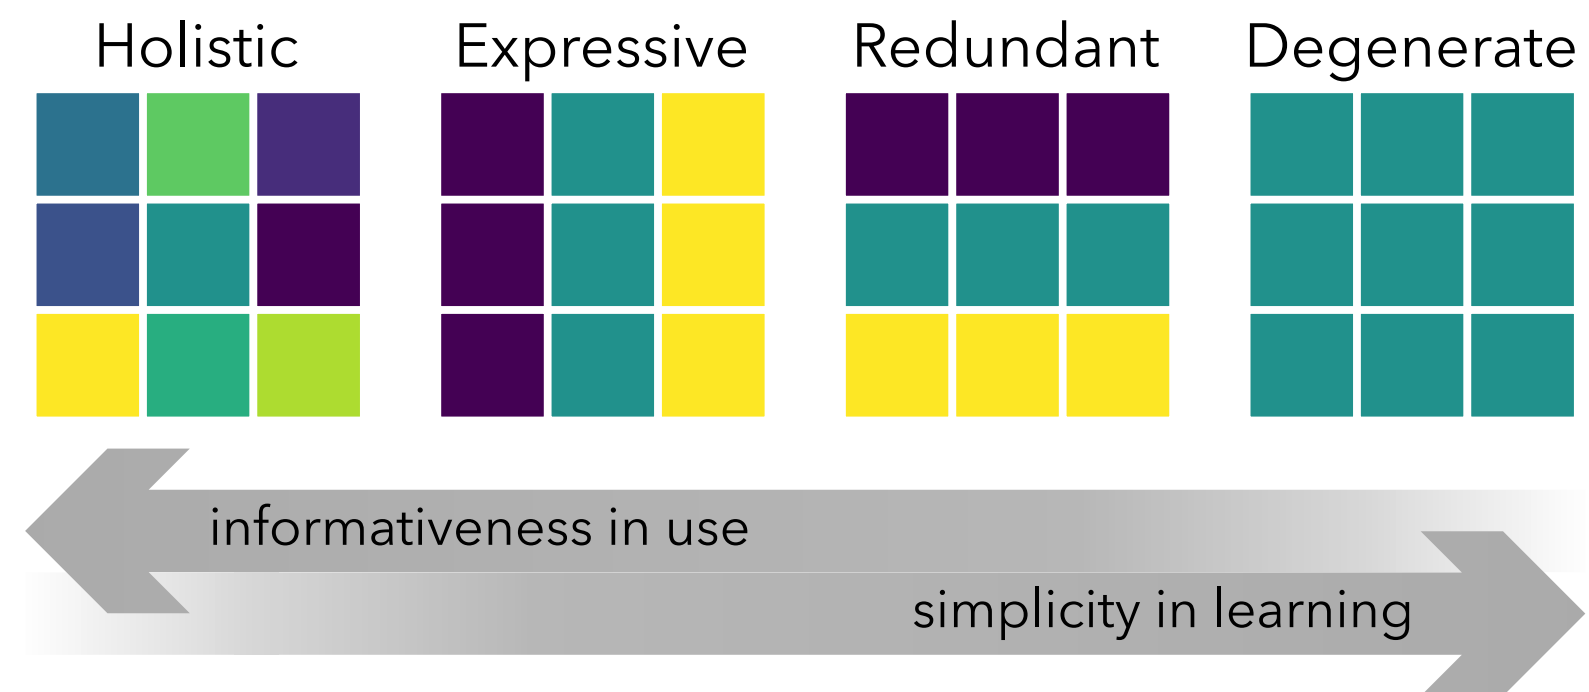 Holistic Expressive Redundant Degenerate
informativeness in use
simplicity in learning